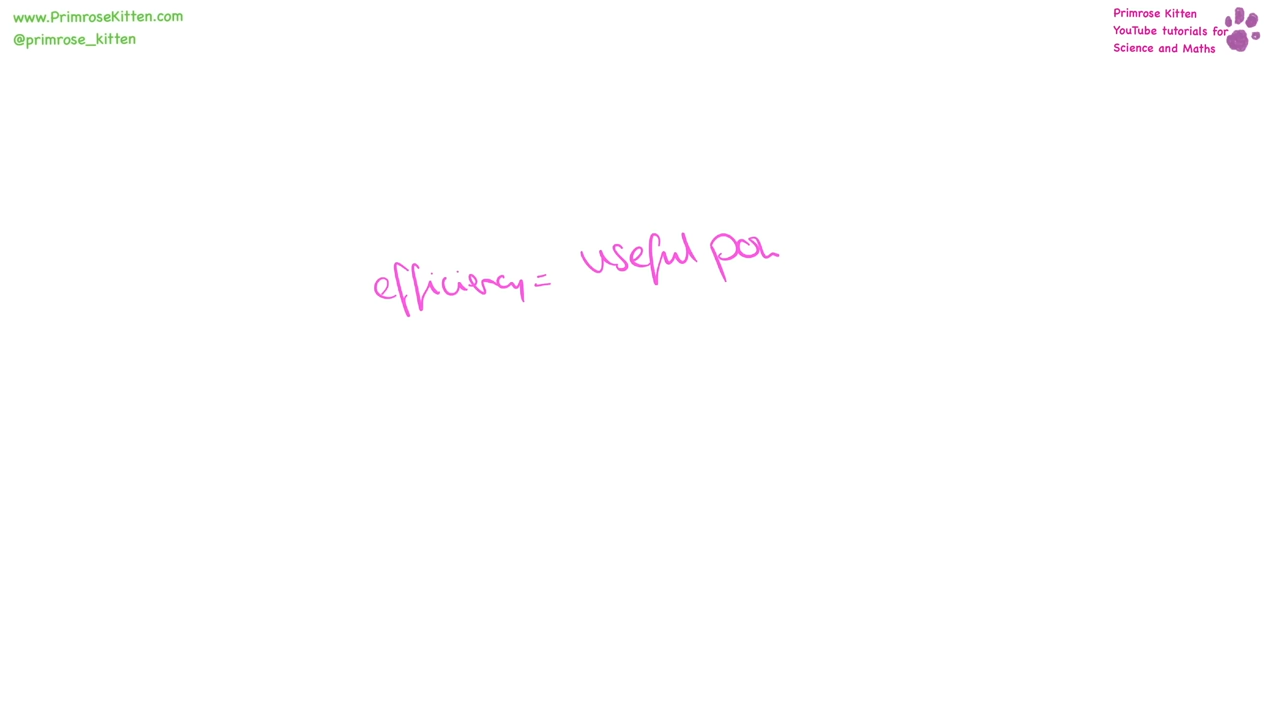 www.PrimroseKitten.com
@primrose_kitten
Primrose Kitten
YouTube tutorials for
Science and Maths
efficiency = useful pow